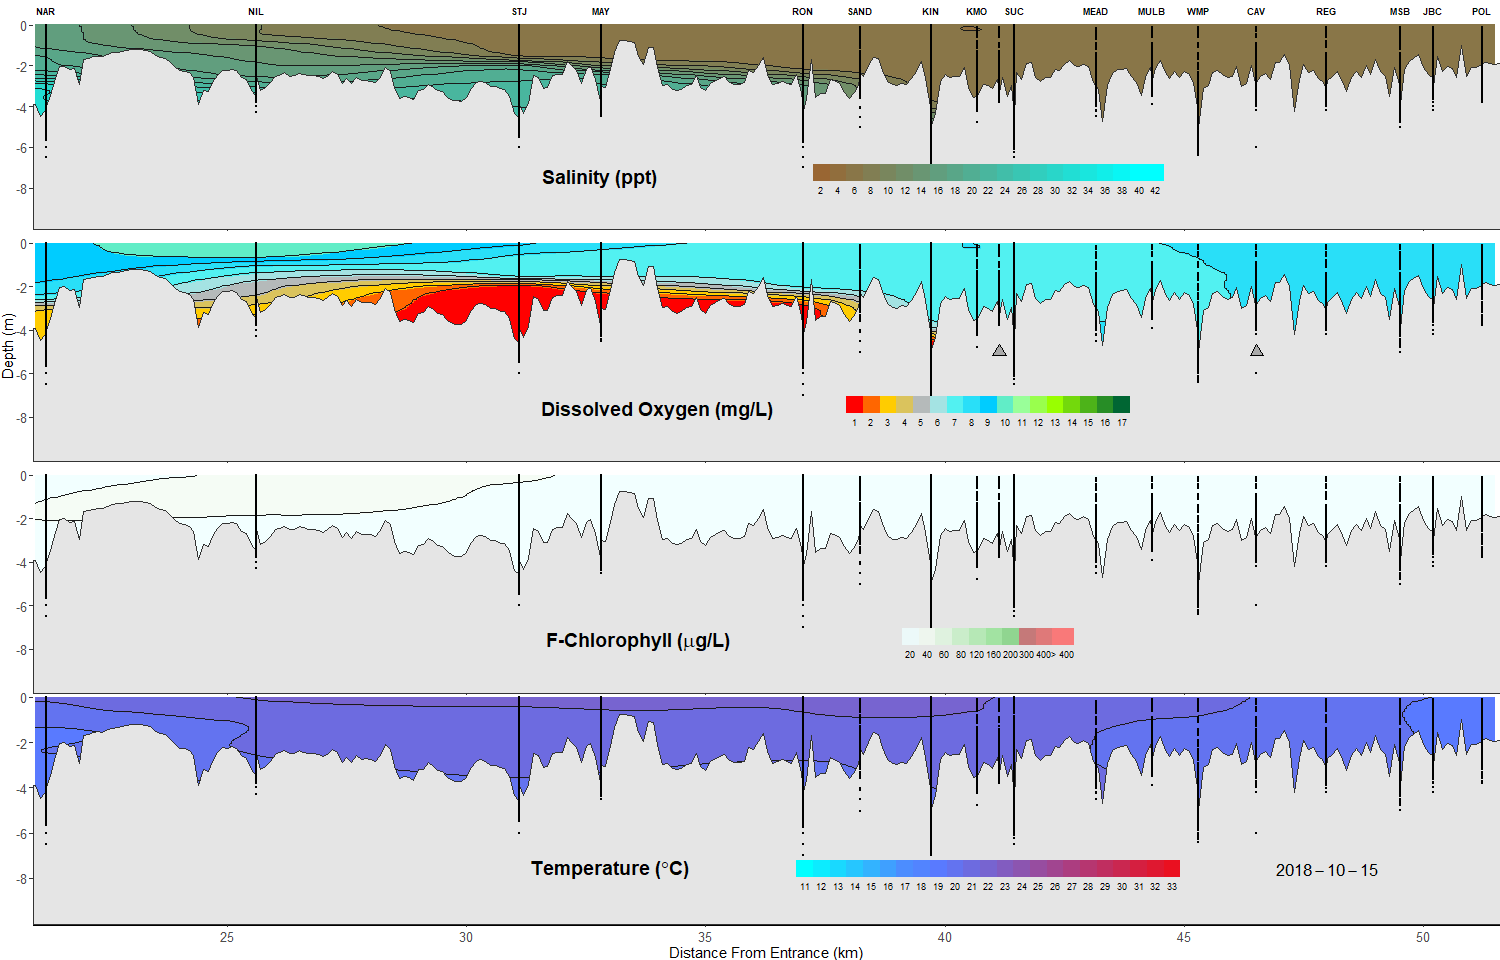 NAR NIL STJ MAY RON SAND KIN KMO SUC MEAD MULB WMP CAV REG MSB JBC POL
0
-2
-4
-6
-8
Salinity (ppt)
2 4 6 8 10 12 14 16 18 20 22 24 26 28 30 32 34 36 38 40 42
0
-2
-4
-6
-8
Dissolved Oxygen (mg/L)
1 2 3 4 5 6 7 8 9 10 11 12 13 14 15 16 17
Depth (m)
0
-2
-4
-6
-8
F-Chlorophyll (μg/L)
20 40 60 80 120 160 200 300 400> 400
0
-2
-4
-6
-8
Temperature (°C)
11 12 13 14 15 16 17 18 19 20 21 22 23 24 25 26 27 28 29 30 31 32 33
2018 – 10 – 15
25 30 35 40 45 50
Distance From Entrance (km)